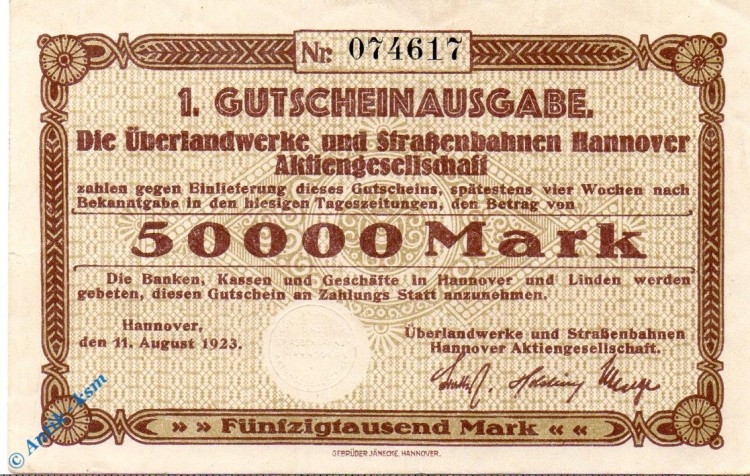 Nr. 074617
1. GUTSCHEINAUSGABE.
Die Überlandwerke und Straßenbahnen Hannover
Aktiengesellschaft
zahlen gegen Einlieferung dieses Gutscheins, spätestens vier Wochen nach
Bekanntgabe in den hiesigen Tageszeitungen, den Betrag von
50000 Mark
Die Banken, Kassen und Geschäfte in Hannover und Linden werden
gebeten, diesen Gutschein an Zahlungs Statt anzunehmen.
Hannover,
den 11. August 1923.
Überlandwerke und Straßenbahnen
Hannover Aktiengesellschaft.
» » Fünfzigtausend Mark « «
GEBRÜDER JÄNECKE, HANNOVER.
© Antik-Asm